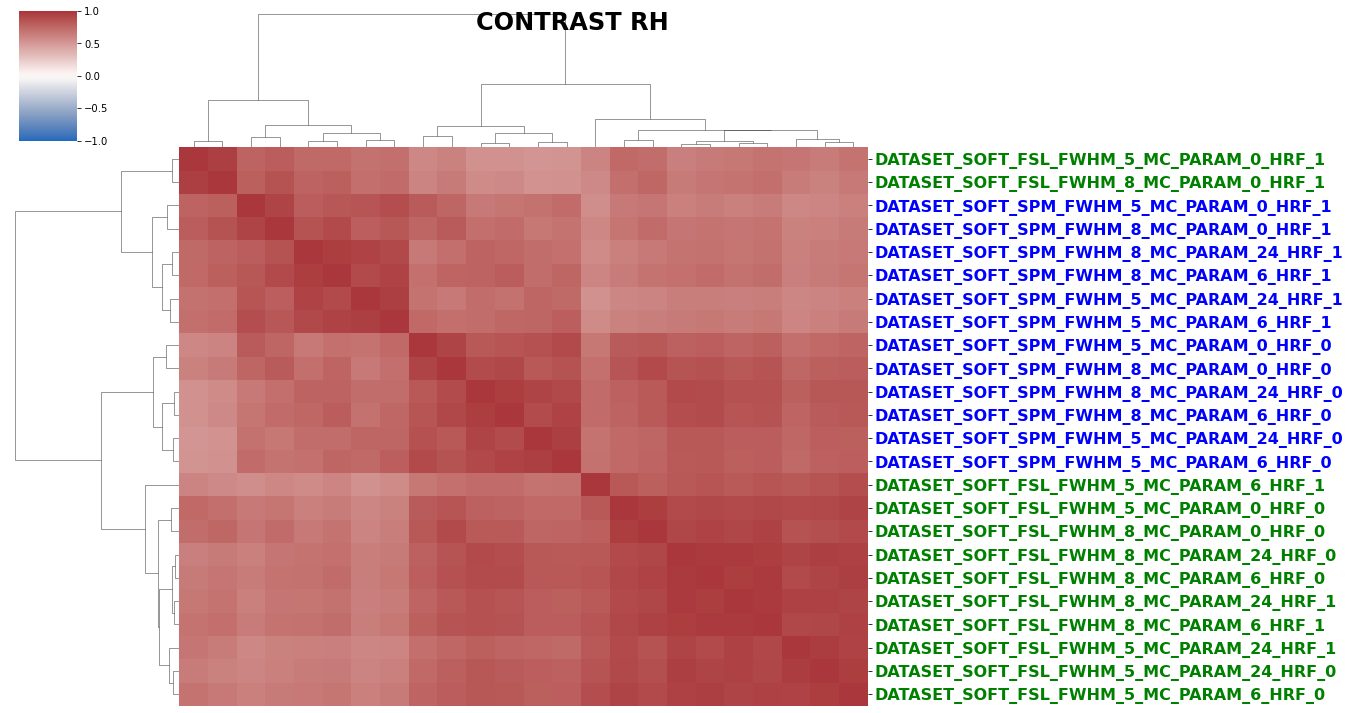 CONTRAST RH
1.0
0.5
0.0
−0.5
−1.0
DATASET_SOFT_FSL_FWHM_5_MC_PARAM_0_HRF_1
DATASET_SOFT_FSL_FWHM_8_MC_PARAM_0_HRF_1
DATASET_SOFT_SPM_FWHM_5_MC_PARAM_0_HRF_1
DATASET_SOFT_SPM_FWHM_8_MC_PARAM_0_HRF_1
DATASET_SOFT_SPM_FWHM_8_MC_PARAM_24_HRF_1
DATASET_SOFT_SPM_FWHM_8_MC_PARAM_6_HRF_1
DATASET_SOFT_SPM_FWHM_5_MC_PARAM_24_HRF_1
DATASET_SOFT_SPM_FWHM_5_MC_PARAM_6_HRF_1
DATASET_SOFT_SPM_FWHM_5_MC_PARAM_0_HRF_0
DATASET_SOFT_SPM_FWHM_8_MC_PARAM_0_HRF_0
DATASET_SOFT_SPM_FWHM_8_MC_PARAM_24_HRF_0
DATASET_SOFT_SPM_FWHM_8_MC_PARAM_6_HRF_0
DATASET_SOFT_SPM_FWHM_5_MC_PARAM_24_HRF_0
DATASET_SOFT_SPM_FWHM_5_MC_PARAM_6_HRF_0
DATASET_SOFT_FSL_FWHM_5_MC_PARAM_6_HRF_1
DATASET_SOFT_FSL_FWHM_5_MC_PARAM_0_HRF_0
DATASET_SOFT_FSL_FWHM_8_MC_PARAM_0_HRF_0
DATASET_SOFT_FSL_FWHM_8_MC_PARAM_24_HRF_0
DATASET_SOFT_FSL_FWHM_8_MC_PARAM_6_HRF_0
DATASET_SOFT_FSL_FWHM_8_MC_PARAM_24_HRF_1
DATASET_SOFT_FSL_FWHM_8_MC_PARAM_6_HRF_1
DATASET_SOFT_FSL_FWHM_5_MC_PARAM_24_HRF_1
DATASET_SOFT_FSL_FWHM_5_MC_PARAM_24_HRF_0
DATASET_SOFT_FSL_FWHM_5_MC_PARAM_6_HRF_0